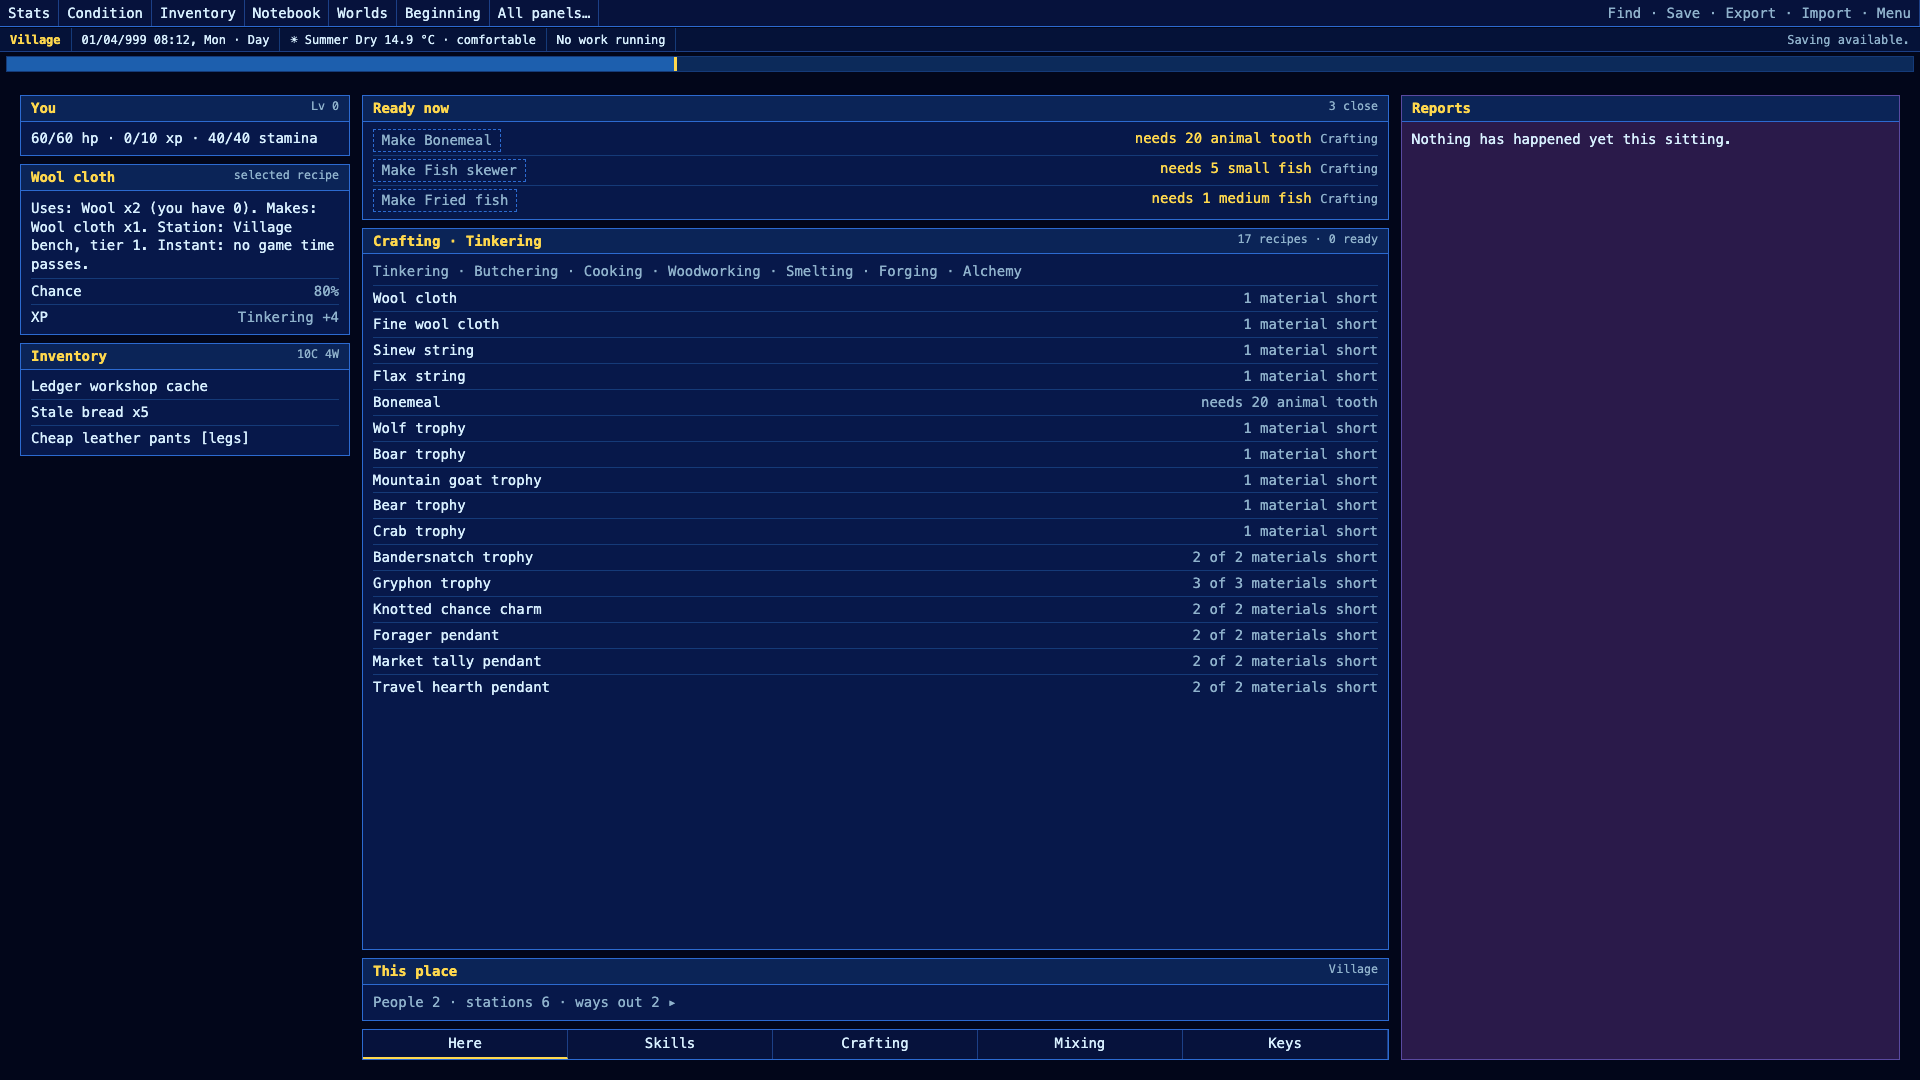 Stats Condition Inventory Notebook Worlds Beginning All panels… Find · Save · Export · Import · Menu
Village 01/04/999 08:12, Mon · Day ☀ Summer Dry 14.9 °C · comfortable No work running Saving available.
You Lv 0
60/60 hp · 0/10 xp · 40/40 stamina
Wool cloth selected recipe
Uses: Wool x2 (you have 0). Makes:
Wool cloth x1. Station: Village
bench, tier 1. Instant: no game time
passes.
Chance 80%
XP Tinkering +4
Inventory 10C 4W
Ledger workshop cache
Stale bread x5
Cheap leather pants [legs]
Ready now 3 close
Make Bonemeal needs 20 animal tooth Crafting
Make Fish skewer needs 5 small fish Crafting
Make Fried fish needs 1 medium fish Crafting
Crafting · Tinkering 17 recipes · 0 ready
Tinkering · Butchering · Cooking · Woodworking · Smelting · Forging · Alchemy
Wool cloth 1 material short
Fine wool cloth 1 material short
Sinew string 1 material short
Flax string 1 material short
Bonemeal needs 20 animal tooth
Wolf trophy 1 material short
Boar trophy 1 material short
Mountain goat trophy 1 material short
Bear trophy 1 material short
Crab trophy 1 material short
Bandersnatch trophy 2 of 2 materials short
Gryphon trophy 3 of 3 materials short
Knotted chance charm 2 of 2 materials short
Forager pendant 2 of 2 materials short
Market tally pendant 2 of 2 materials short
Travel hearth pendant 2 of 2 materials short
This place Village
People 2 · stations 6 · ways out 2 ▸
Here Skills Crafting Mixing Keys
Reports
Nothing has happened yet this sitting.